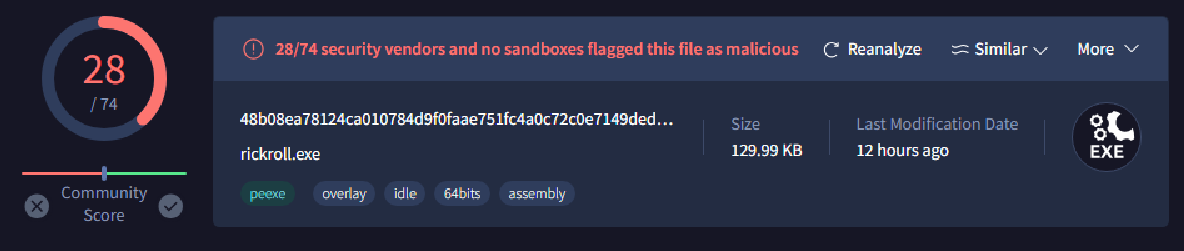 28
/ 74
Community
Score
28/74 security vendors and no sandboxes flagged this file as malicious
Reanalyze
Similar
More
48b08ea78124ca010784d9f0faae751fc4a0c72c0e7149ded...
rickroll.exe
Size
129.99 KB
Last Modification Date
12 hours ago
EXE
peexe
overlay
idle
64bits
assembly